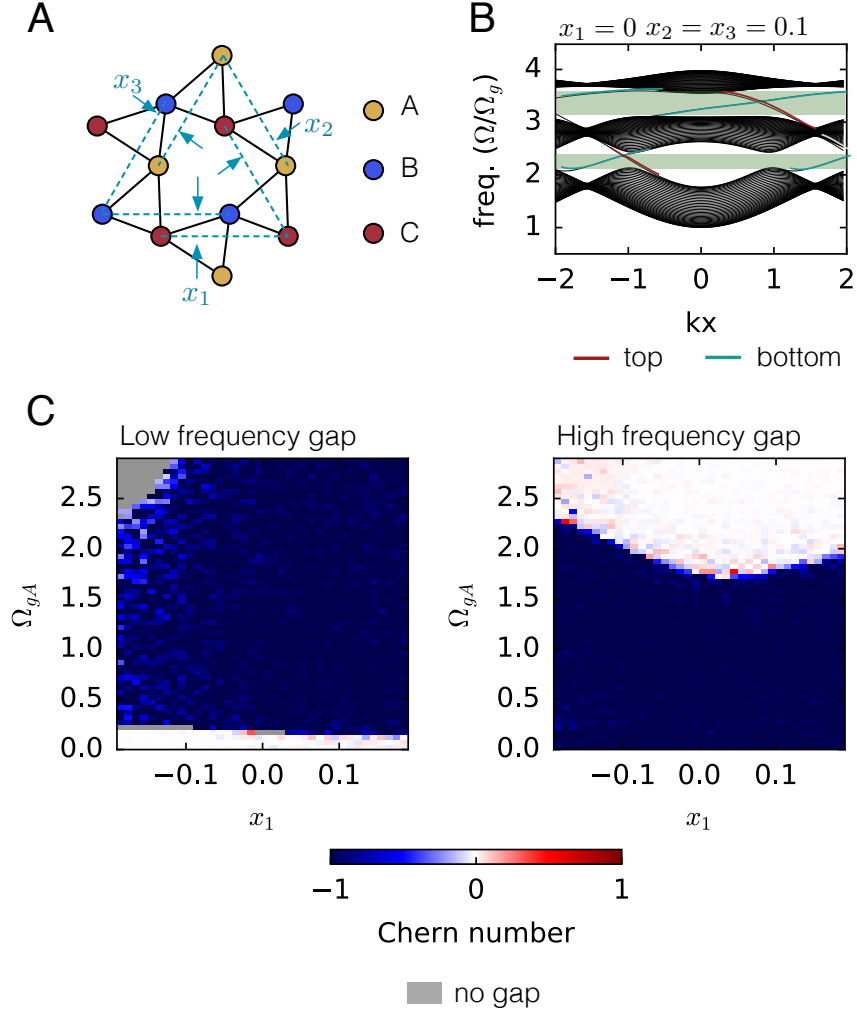 A
x₃
x₂
x₁
A
B
C
B
x₁ = 0 x₂ = x₃ = 0.1
freq. (Ω/Ω_g)
4
3
2
1
−2 −1 0 1 2
kx
top bottom
C
Low frequency gap
Ω_gA
2.5
2.0
1.5
1.0
0.5
0.0
−0.1 0.0 0.1
x₁
High frequency gap
Ω_gA
2.5
2.0
1.5
1.0
0.5
0.0
−0.1 0.0 0.1
x₁
−1 0 1
Chern number
no gap